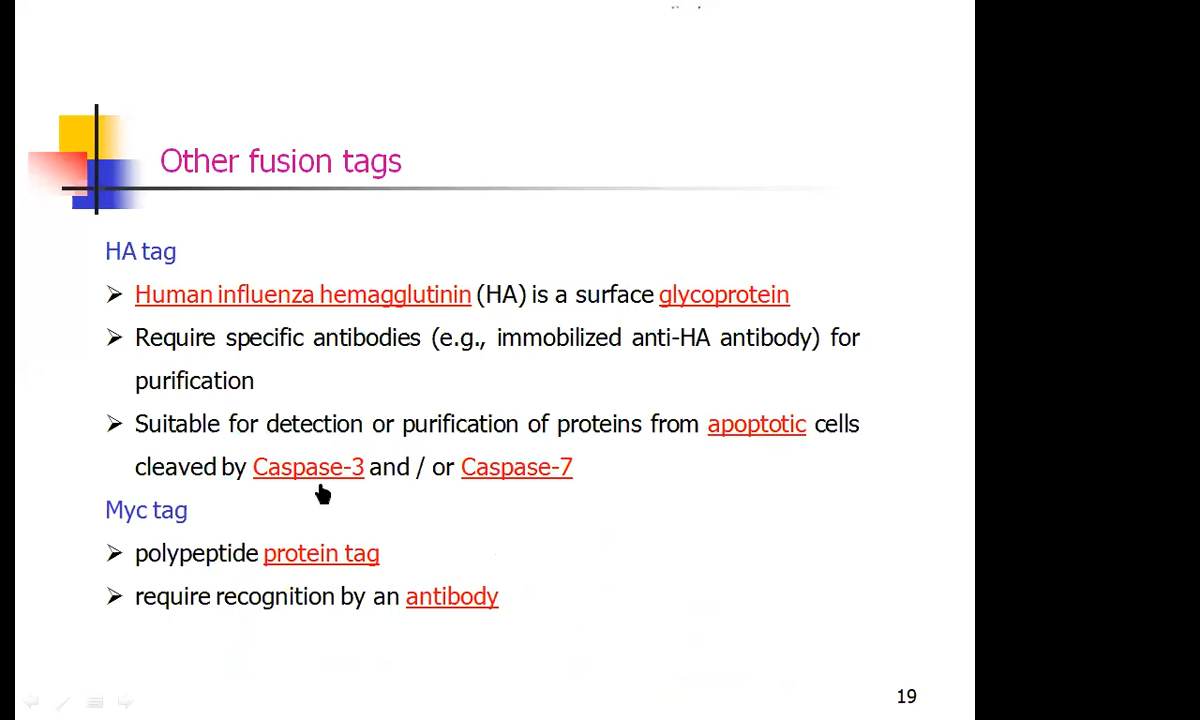 Other fusion tags
HA tag
➢ Human influenza hemagglutinin (HA) is a surface glycoprotein
➢ Require specific antibodies (e.g., immobilized anti-HA antibody) for
purification
➢ Suitable for detection or purification of proteins from apoptotic cells
cleaved by Caspase-3 and / or Caspase-7
Myc tag
➢ polypeptide protein tag
➢ require recognition by an antibody
19